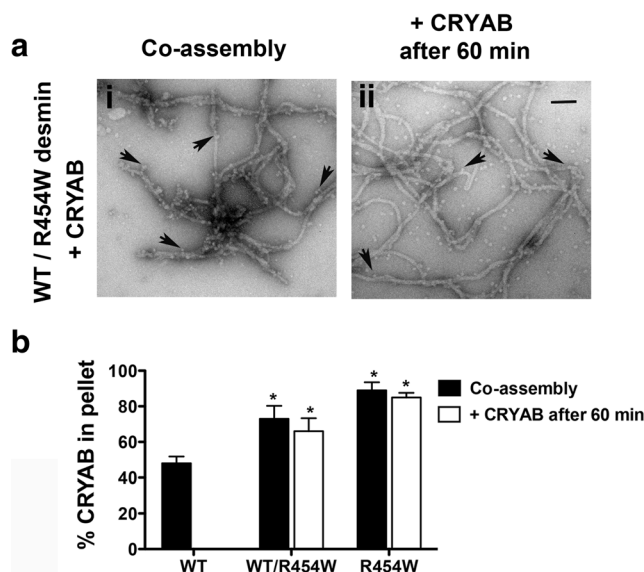 a
Co-assembly
+ CRYAB
after 60 min
WT / R454W desmin
+ CRYAB
i
ii
b
% CRYAB in pellet
100
80
60
40
20
0
* * * *
WT WT/R454W R454W
Co-assembly
+ CRYAB after 60 min